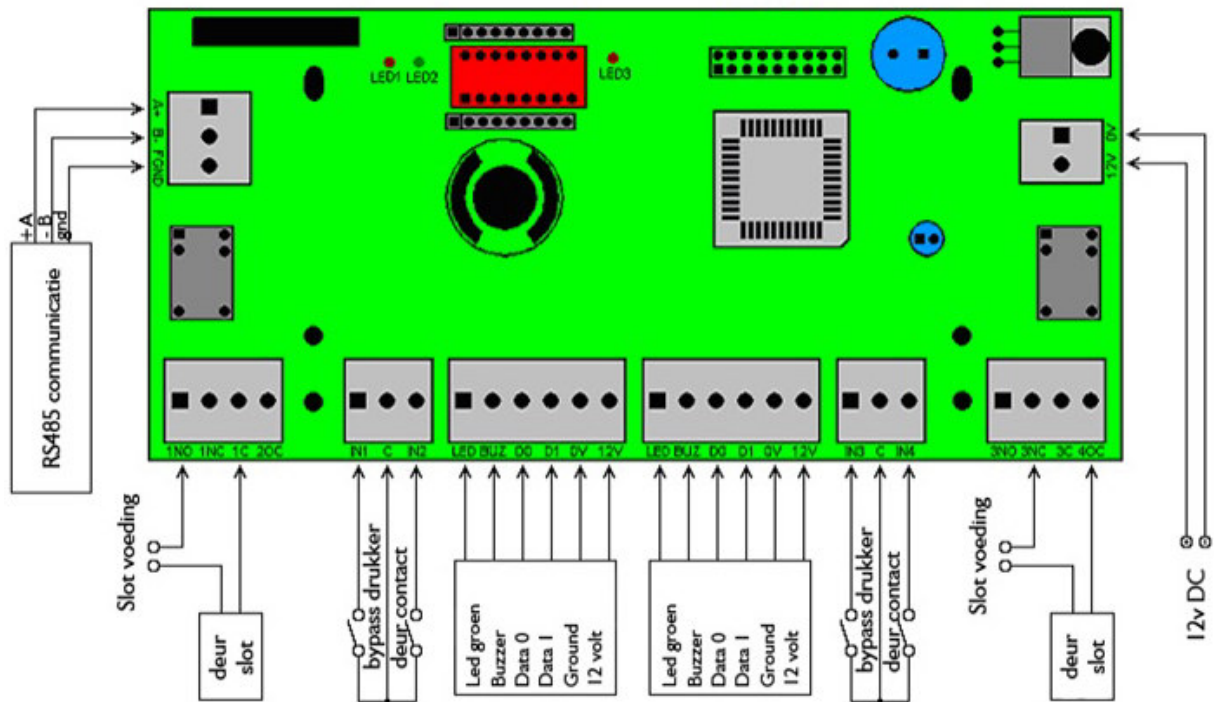 LED1 LED2
LED3
A+
B-
FGND
0V
12V
+A
- B
gnd
RS485 communicatie
1NO 1NC 1C 2OC
IN1 C IN2
LED BUZ D0 D1 0V 12V
LED BUZ D0 D1 0V 12V
IN3 C IN4
3NO 3NC 3C 4OC
Slot voeding
deur
slot
bypass drukker
deur contact
Led groen
Buzzer
Data 0
Data 1
Ground
12 volt
Led groen
Buzzer
Data 0
Data 1
Ground
12 volt
bypass drukker
deur contact
Slot voeding
deur
slot
12v DC